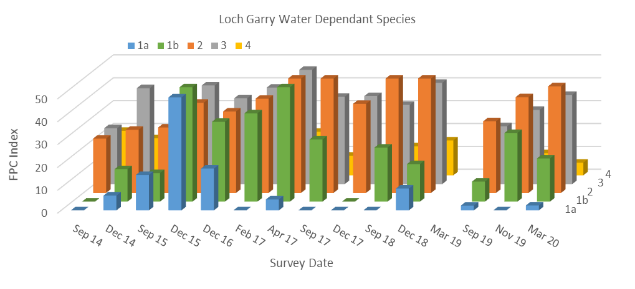 Loch Garry Water Dependant Species
1a 1b 2 3 4
FPC Index
50
40
30
20
10
0
4
3
2
1b
1a
Sep 14 Dec 14 Sep 15 Dec 15 Dec 16 Feb 17 Apr 17 Sep 17 Dec 17 Sep 18 Dec 18 Mar 19 Sep 19 Nov 19 Mar 20
Survey Date